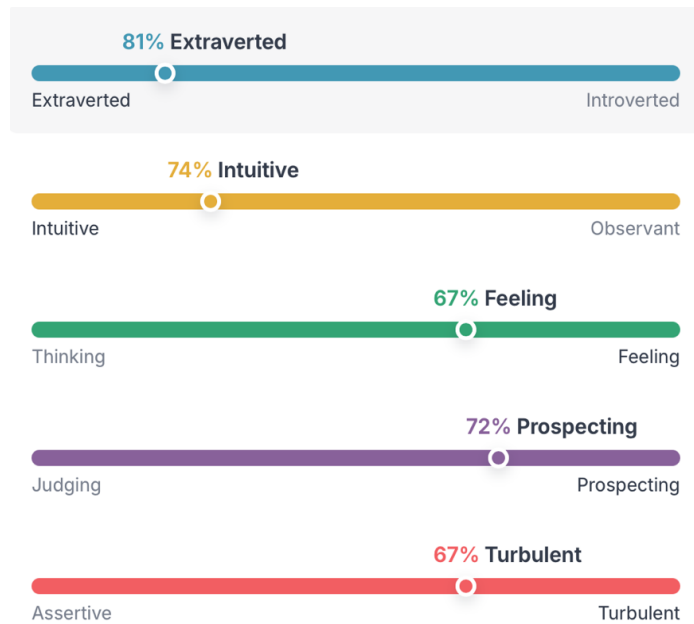 81% Extraverted
Extraverted Introverted
74% Intuitive
Intuitive Observant
67% Feeling
Thinking Feeling
72% Prospecting
Judging Prospecting
67% Turbulent
Assertive Turbulent